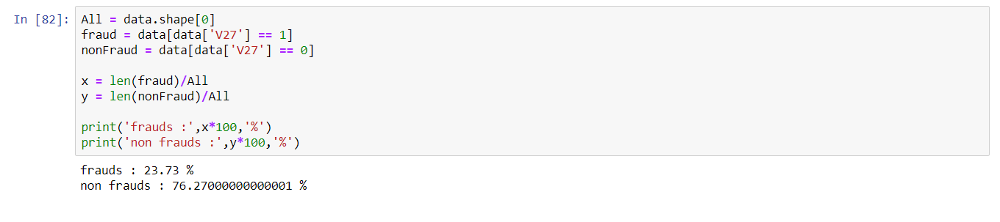 In [82]: All = data.shape[0]
fraud = data[data['V27'] == 1]
nonFraud = data[data['V27'] == 0]
x = len(fraud)/All
y = len(nonFraud)/All
print('frauds :',x*100,'%')
print('non frauds :',y*100,'%')
frauds : 23.73 %
non frauds : 76.27000000000001 %